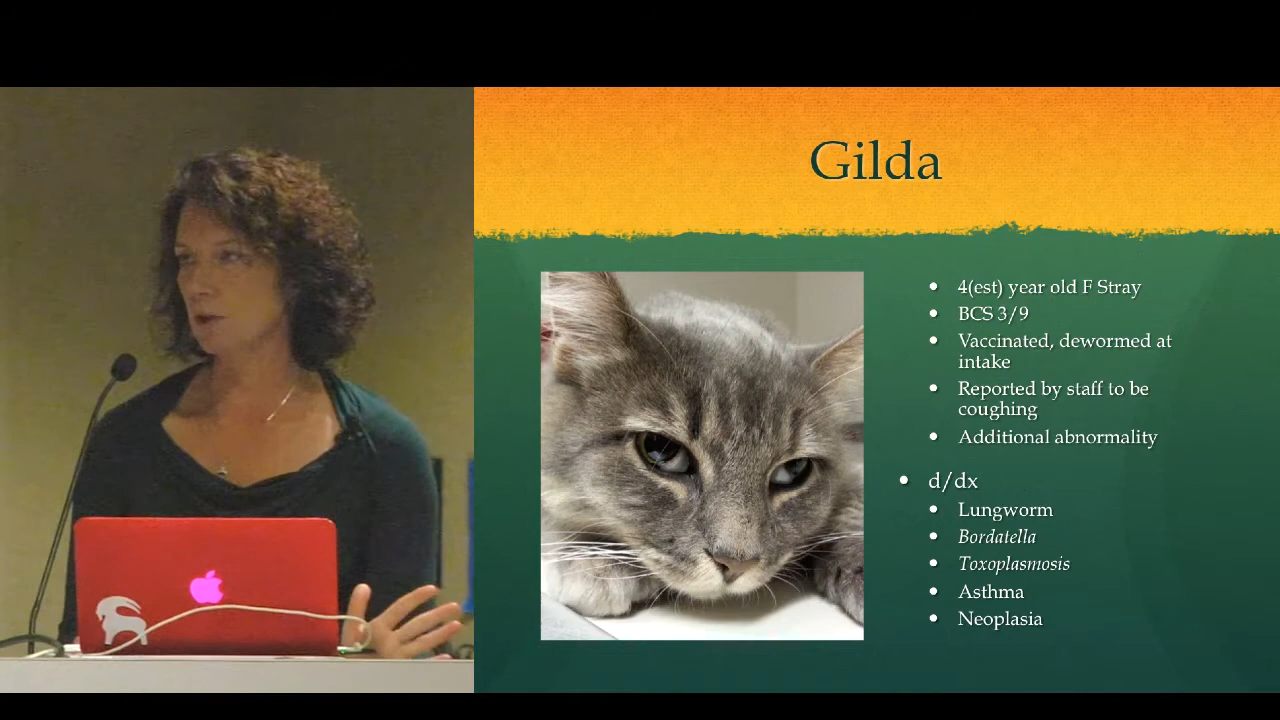 Gilda
• 4(est) year old F Stray
• BCS 3/9
• Vaccinated, dewormed at
intake
• Reported by staff to be
coughing
• Additional abnormality
• d/dx
• Lungworm
• Bordatella
• Toxoplasmosis
• Asthma
• Neoplasia